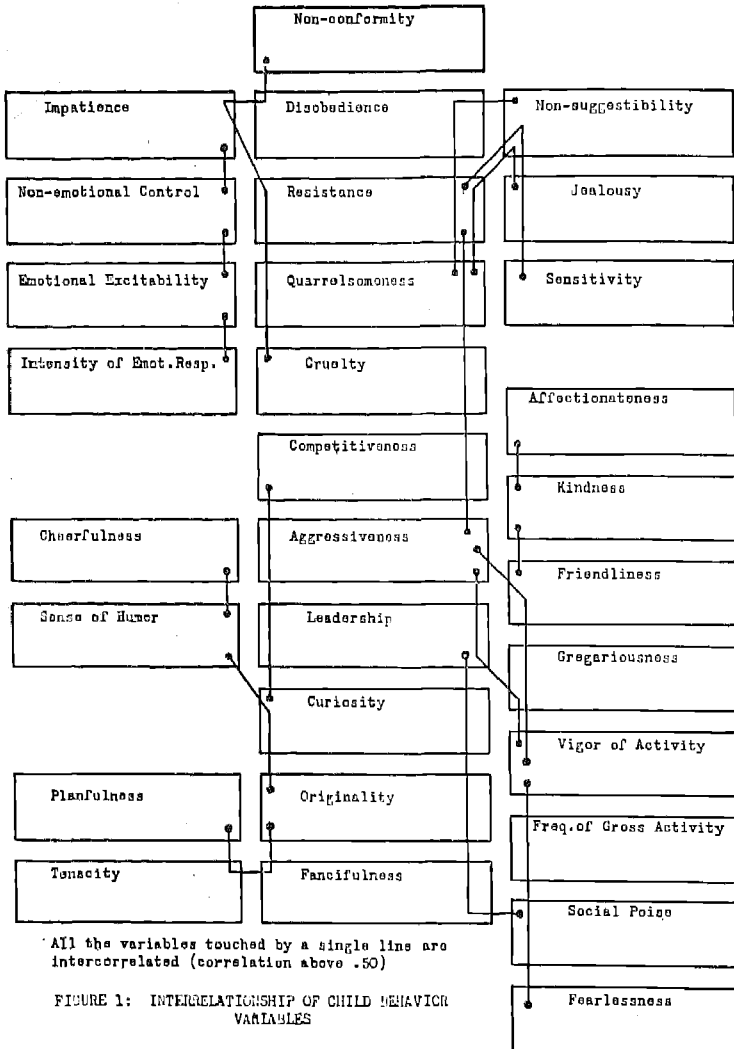 Non-conformity
Impatience
Disobedience
Non-suggestibility
Non-emotional Control
Resistance
Jealousy
Emotional Excitability
Quarrelsomeness
Sensitivity
Intensity of Emot.Resp.
Cruelty
Affectionateness
Competitiveness
Kindness
Cheerfulness
Aggressiveness
Friendliness
Sense of Humor
Leadership
Gregariousness
Curiosity
Vigor of Activity
Planfulness
Originality
Freq.of Gross Activity
Tenacity
Fancifulness
Social Poise
All the variables touched by a single line are
intercorrelated (correlation above .50)
Fearlessness
FIGURE 1: INTERRELATIONSHIP OF CHILD BEHAVIOR
VARIABLES